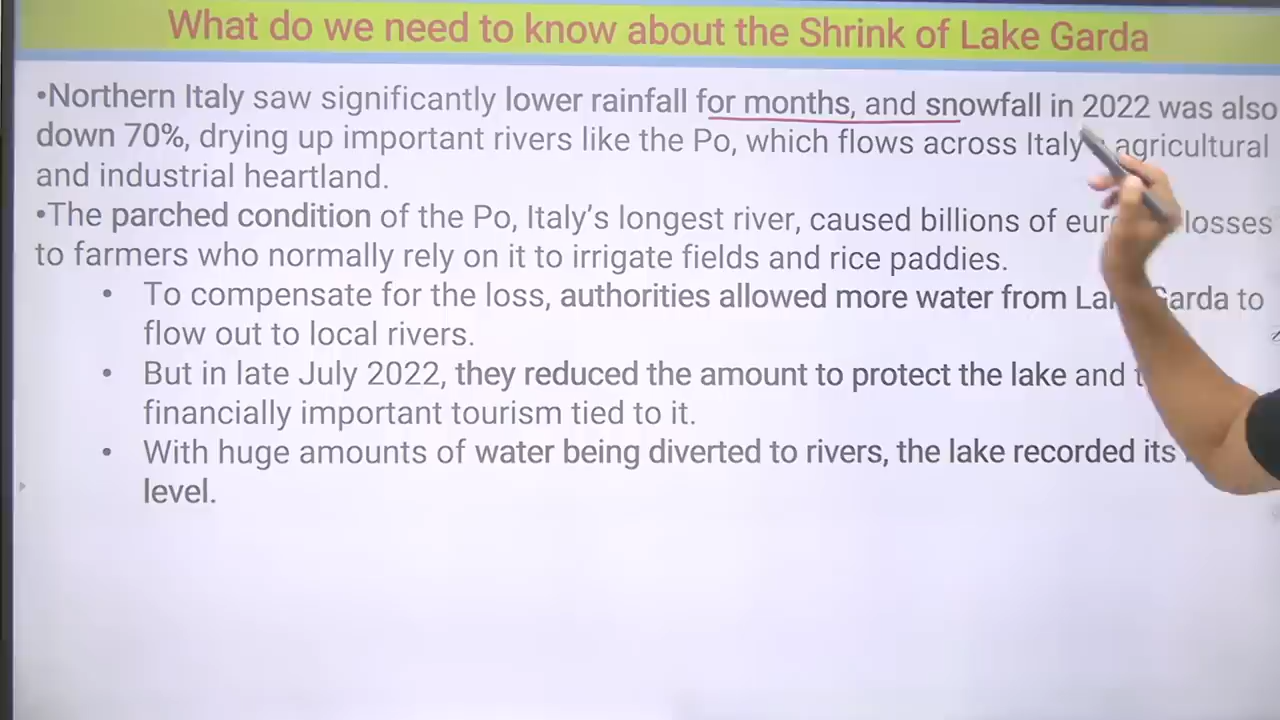 What do we need to know about the Shrink of Lake Garda
•Northern Italy saw significantly lower rainfall for months, and snowfall in 2022 was also
down 70%, drying up important rivers like the Po, which flows across Italy's agricultural
and industrial heartland.
•The parched condition of the Po, Italy's longest river, caused billions of losses
to farmers who normally rely on it to irrigate fields and rice paddies.
• To compensate for the loss, authorities allowed more water from Garda to
flow out to local rivers.
• But in late July 2022, they reduced the amount to protect the lake and
financially important tourism tied to it.
• With huge amounts of water being diverted to rivers, the lake recorded its
level.